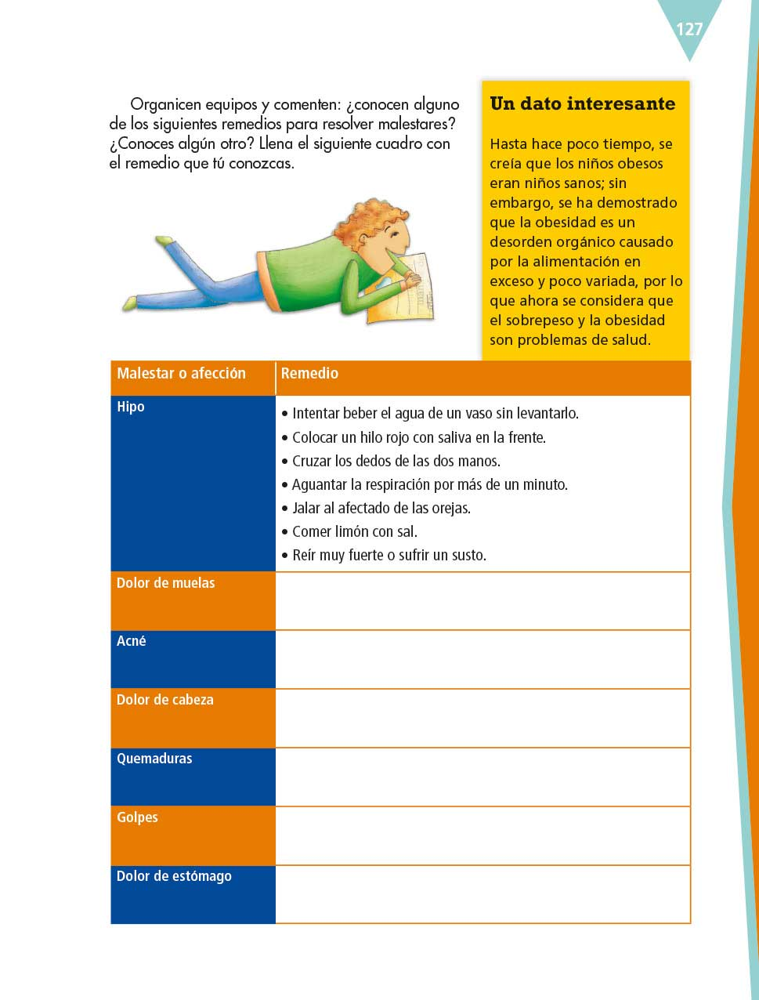 127
Organicen equipos y comenten: ¿conocen alguno
de los siguientes remedios para resolver malestares?
¿Conoces algún otro? Llena el siguiente cuadro con
el remedio que tú conozcas.
Un dato interesante
Hasta hace poco tiempo, se
creía que los niños obesos
eran niños sanos; sin
embargo, se ha demostrado
que la obesidad es un
desorden orgánico causado
por la alimentación en
exceso y poco variada, por lo
que ahora se considera que
el sobrepeso y la obesidad
son problemas de salud.
Malestar o afección
Remedio
Hipo
• Intentar beber el agua de un vaso sin levantarlo.
• Colocar un hilo rojo con saliva en la frente.
• Cruzar los dedos de las dos manos.
• Aguantar la respiración por más de un minuto.
• Jalar al afectado de las orejas.
• Comer limón con sal.
• Reír muy fuerte o sufrir un susto.
Dolor de muelas
Acné
Dolor de cabeza
Quemaduras
Golpes
Dolor de estómago